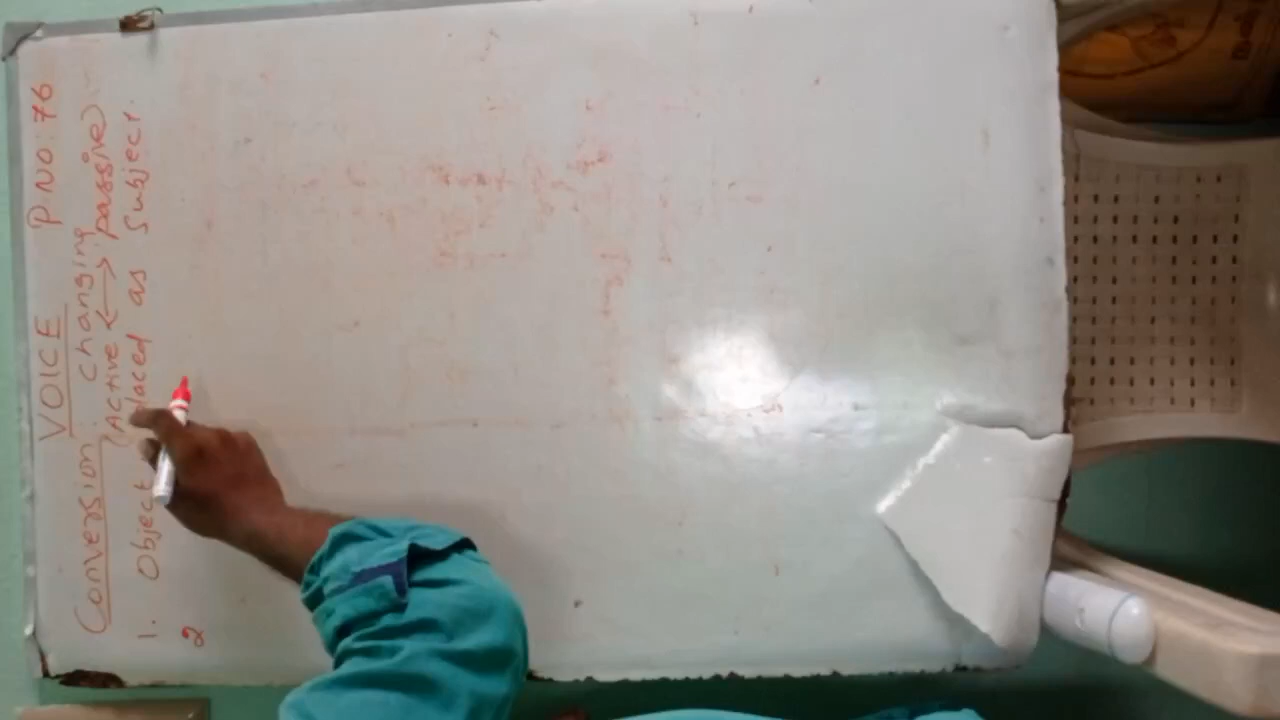 VOICE P.NO: 76
Conversion: changing
(Active ↔ passive):-
1. Object placed as Subject.
2